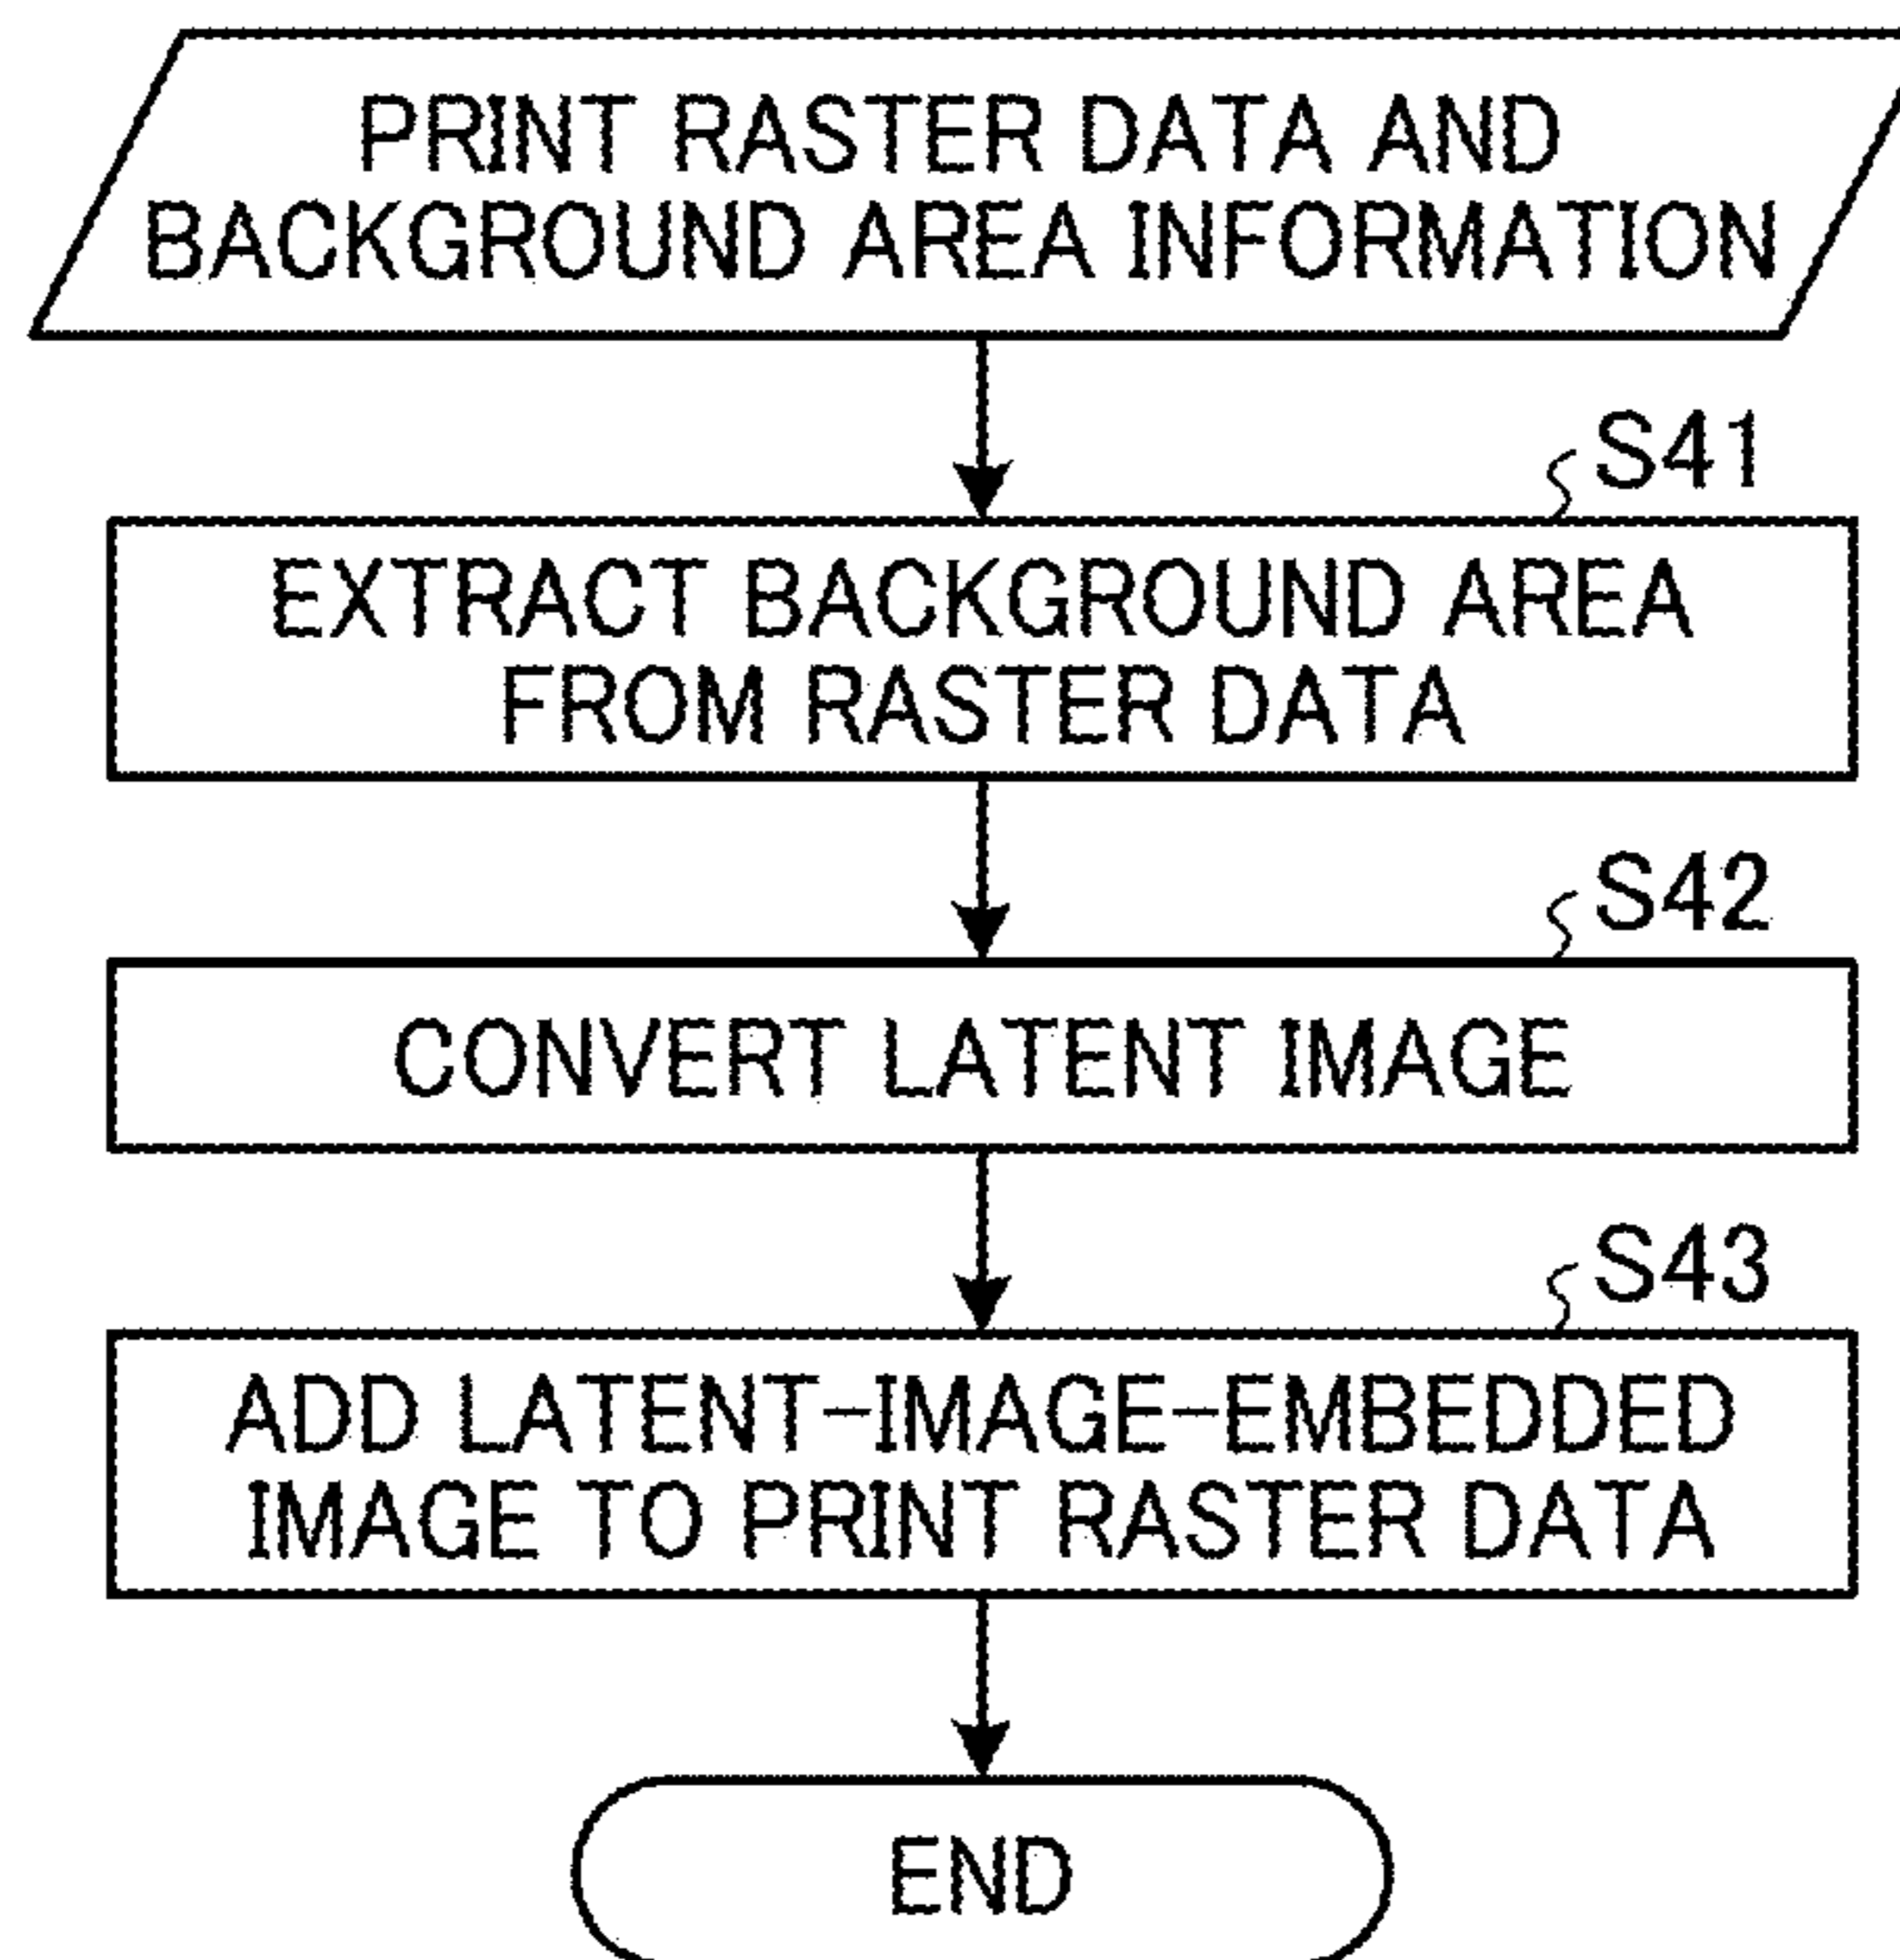 PRINT RASTER DATA AND
BACKGROUND AREA INFORMATION
S41
EXTRACT BACKGROUND AREA
FROM RASTER DATA
S42
CONVERT LATENT IMAGE
S43
ADD LATENT-IMAGE-EMBEDDED
IMAGE TO PRINT RASTER DATA
END